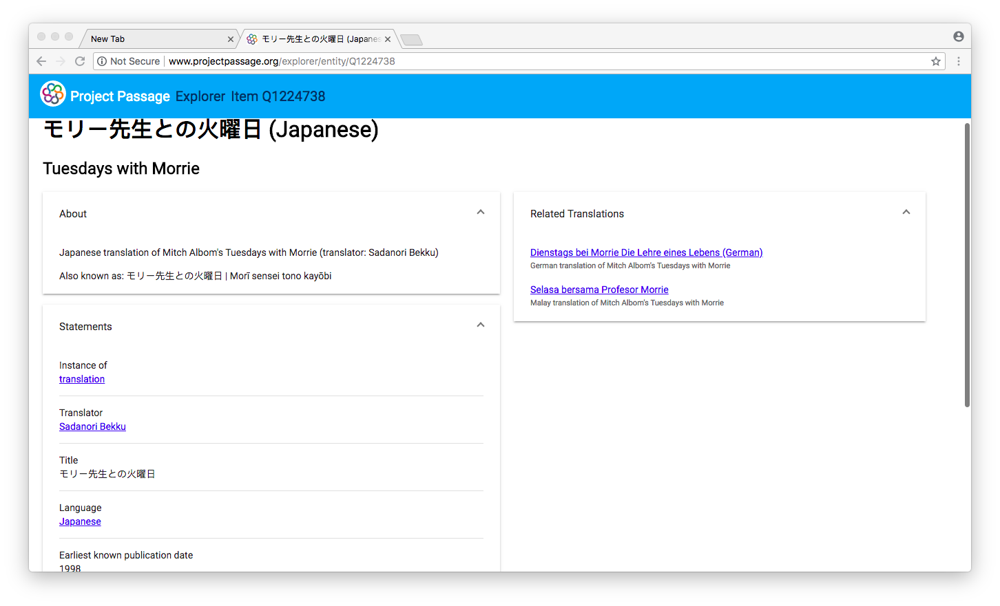 New Tab
モリー先生との火曜日 (Japanes
Not Secure | www.projectpassage.org/explorer/entity/Q1224738
Project Passage Explorer Item Q1224738
モリー先生との火曜日 (Japanese)
Tuesdays with Morrie
About
Japanese translation of Mitch Albom's Tuesdays with Morrie (translator: Sadanori Bekku)
Also known as: モリー先生との火曜日 | Morī sensei tono kayōbi
Statements
Instance of
translation
Translator
Sadanori Bekku
Title
モリー先生との火曜日
Language
Japanese
Earliest known publication date
1998
Related Translations
Dienstags bei Morrie Die Lehre eines Lebens (German)
German translation of Mitch Albom's Tuesdays with Morrie
Selasa bersama Profesor Morrie
Malay translation of Mitch Albom's Tuesdays with Morrie